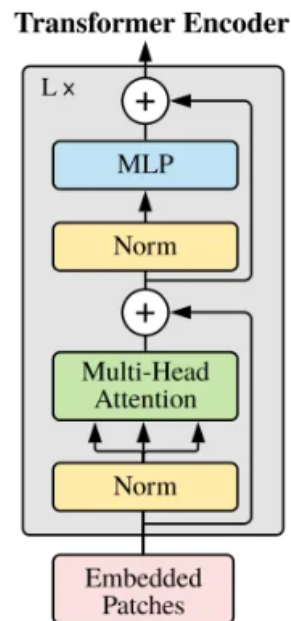 Transformer Encoder
L ×
+
MLP
Norm
+
Multi-Head
Attention
Norm
Embedded
Patches